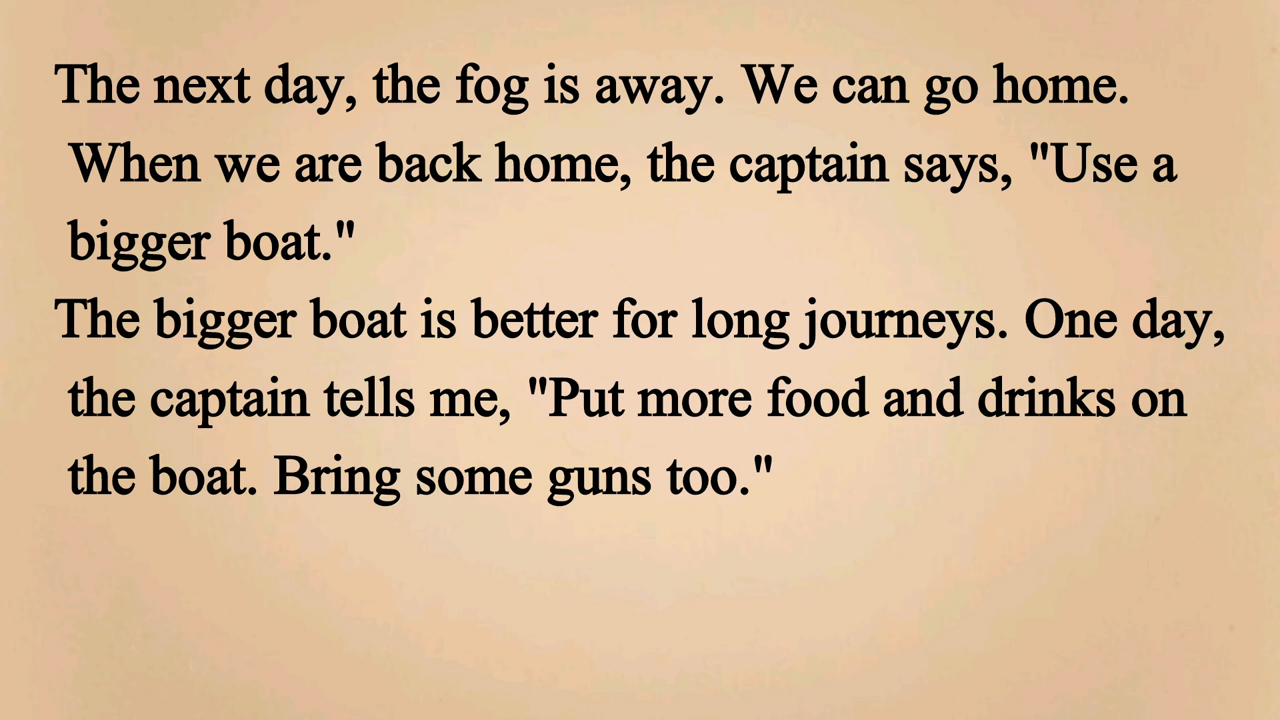 The next day, the fog is away. We can go home.
When we are back home, the captain says, "Use a
bigger boat."
The bigger boat is better for long journeys. One day,
the captain tells me, "Put more food and drinks on
the boat. Bring some guns too."